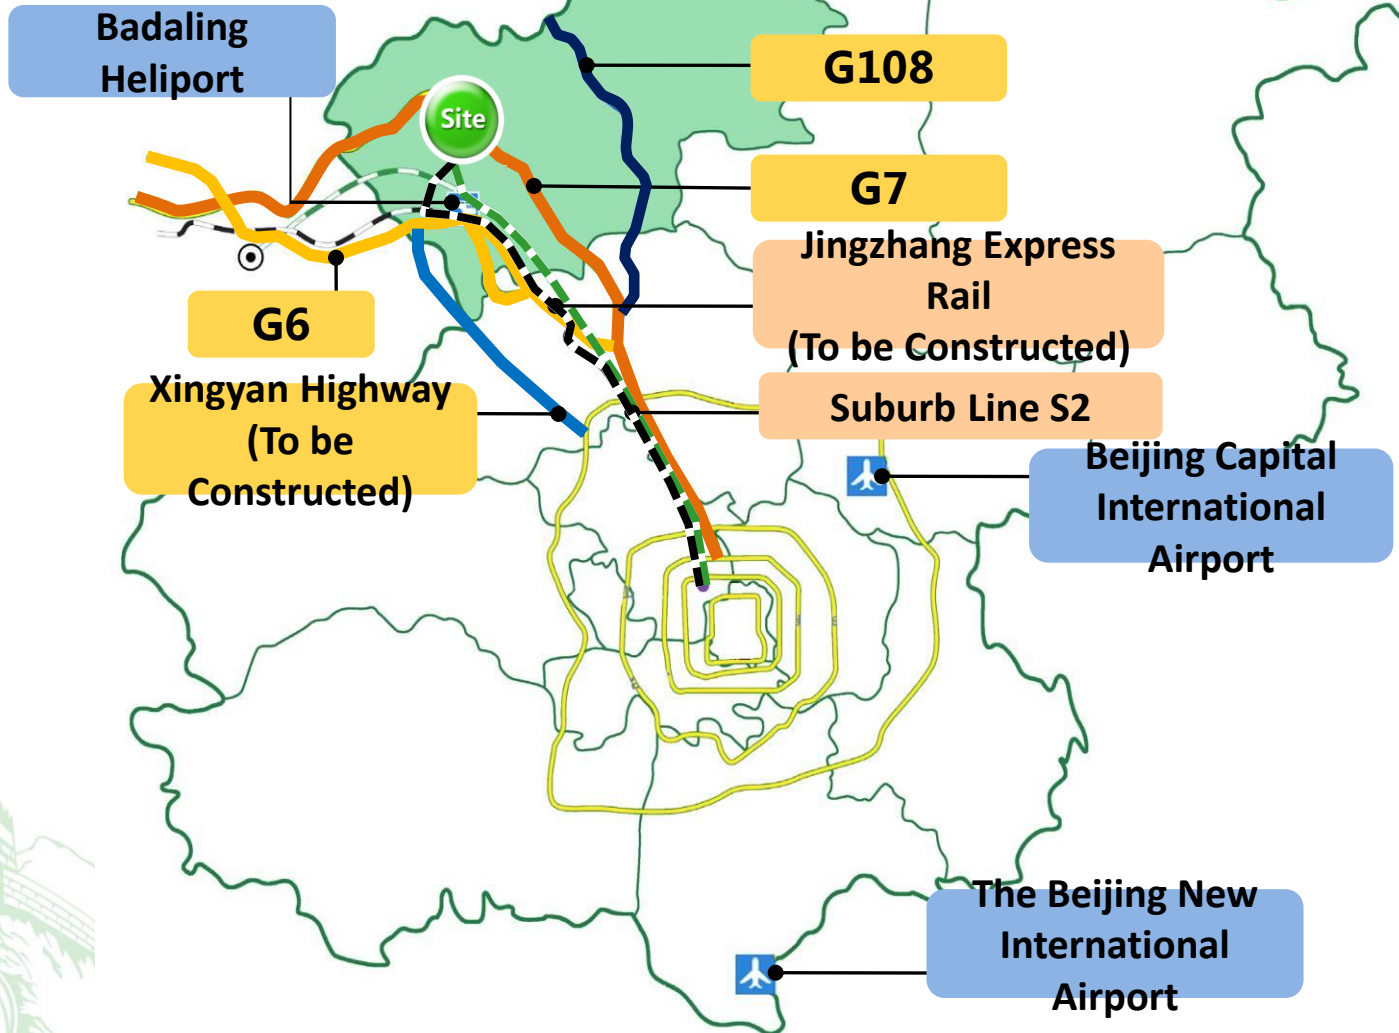 Badaling
Heliport
G108
Site
G7
Jingzhang Express
Rail
(To be Constructed)
G6
Xingyan Highway
(To be
Constructed)
Suburb Line S2
Beijing Capital
International
Airport
The Beijing New
International
Airport